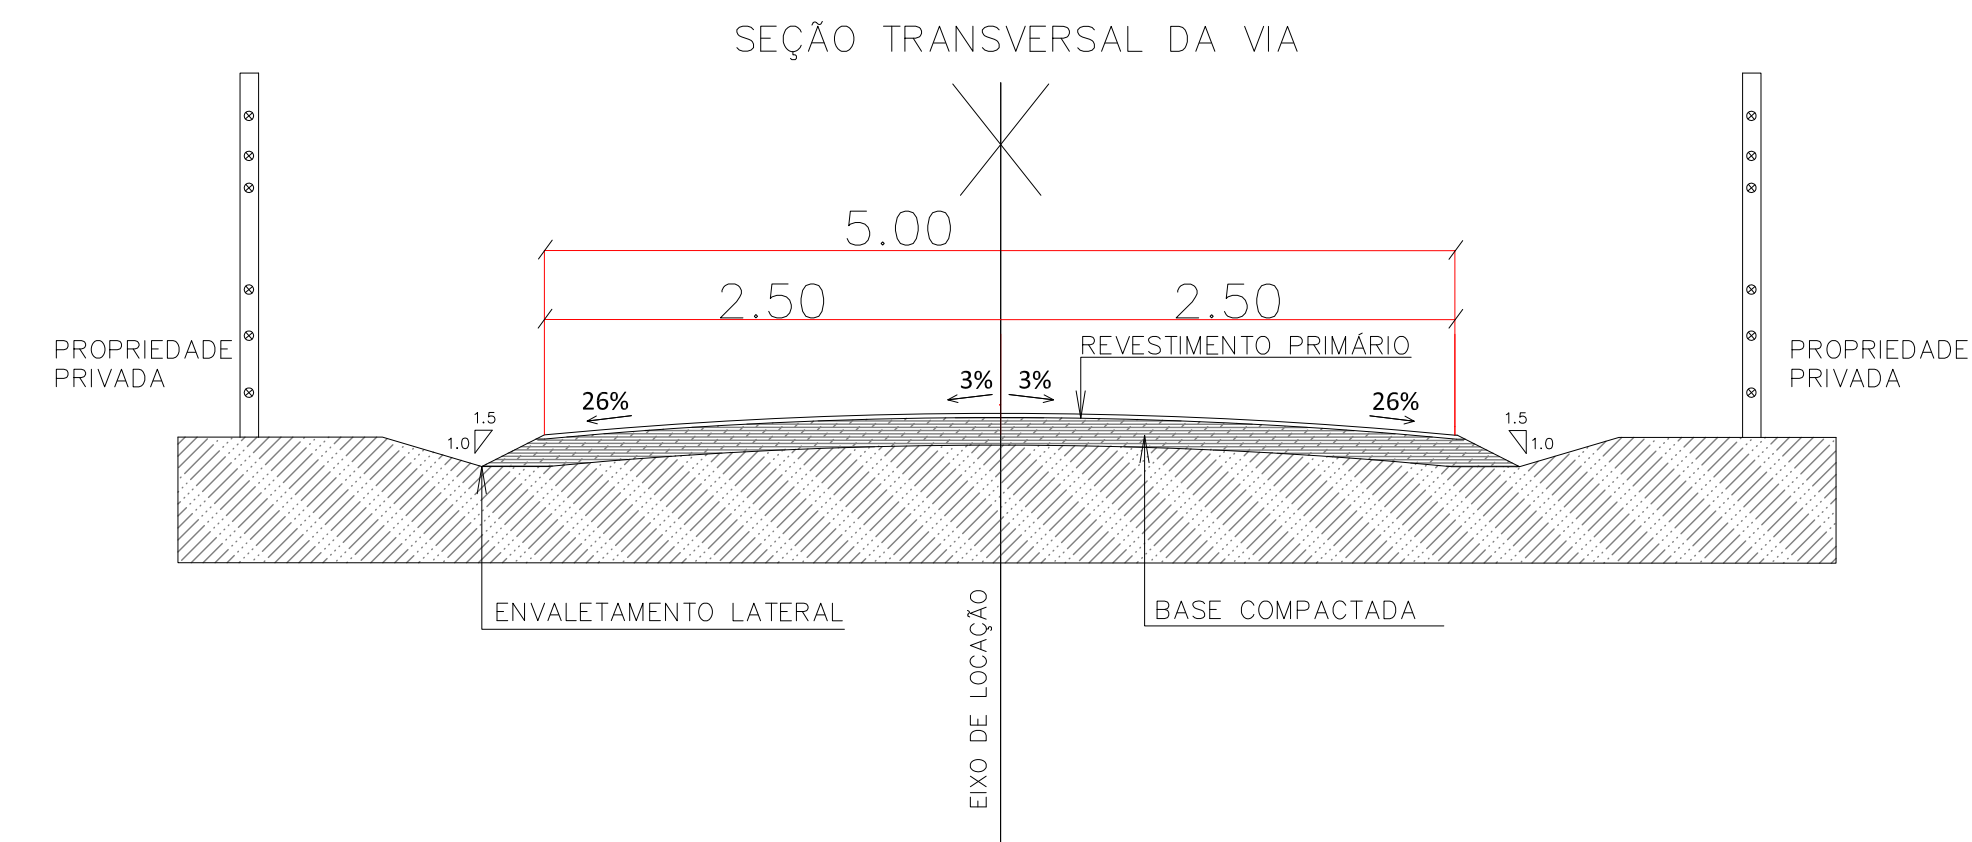 SEÇÃO TRANSVERSAL DA VIA
5.00
2.50
2.50
REVESTIMENTO PRIMÁRIO
PROPRIEDADE
PRIVADA
PROPRIEDADE
PRIVADA
3%
3%
26%
26%
1.5
1.0
1.5
1.0
ENVALETAMENTO LATERAL
BASE COMPACTADA
EIXO DE LOCAÇÃO